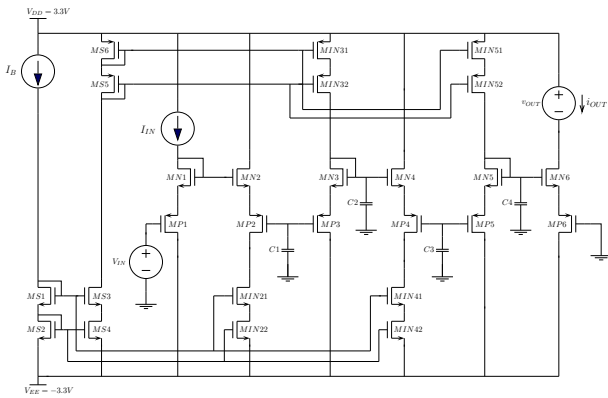 V_DD = 3.3V
MS6
MIN31
MIN51
I_B
MS5
MIN32
MIN52
v_OUT
+
−
i_OUT
I_IN
MN1
MN2
MN3
MN4
MN5
MN6
C2
C4
MP1
MP2
MP3
MP4
MP5
MP6
C1
C3
V_IN
+
−
MS1
MS3
MIN21
MIN41
MS2
MS4
MIN22
MIN42
V_EE = −3.3V